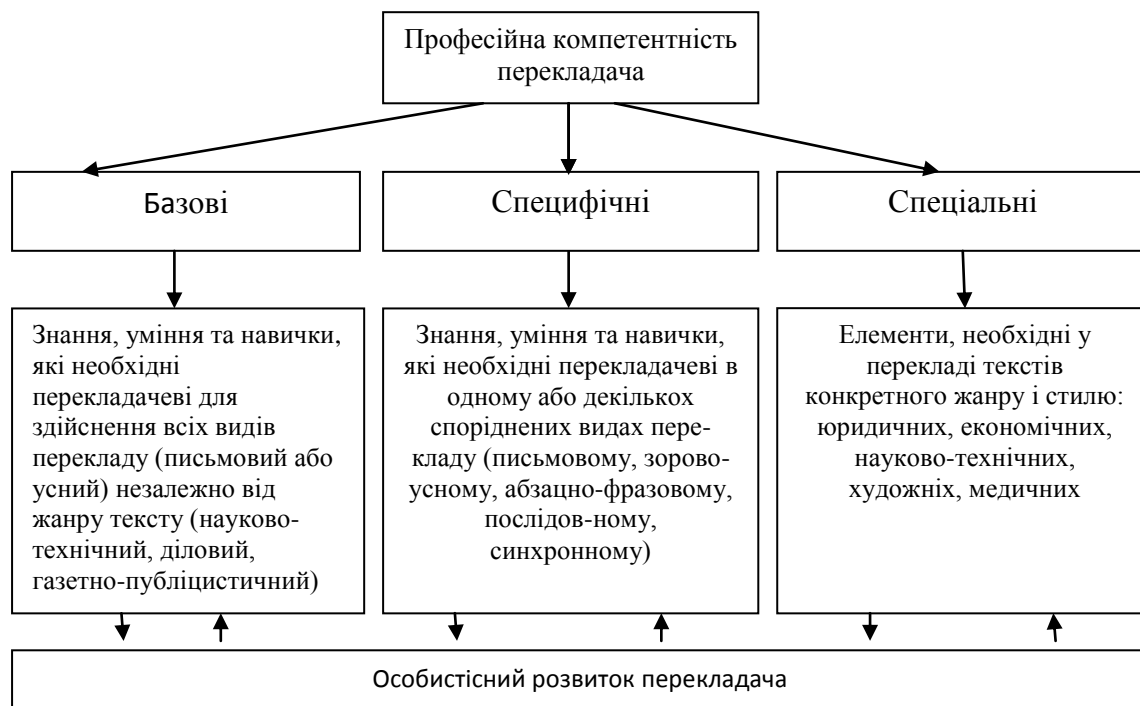 Професійна компетентність
перекладача
Базові
Специфічні
Спеціальні
Знання, уміння та навички,
які необхідні
перекладачеві для
здійснення всіх видів
перекладу (письмовий або
усний) незалежно від
жанру тексту (науково-
технічний, діловий,
газетно-публіцистичний)
Знання, уміння та навички,
які необхідні перекладачеві в
одному або декількох
споріднених видах пере-
кладу (письмовому, зорово-
усному, абзацно-фразовому,
послідов-ному,
синхронному)
Елементи, необхідні у
перекладі текстів
конкретного жанру і стилю:
юридичних, економічних,
науково-технічних,
художніх, медичних
Особистісний розвиток перекладача